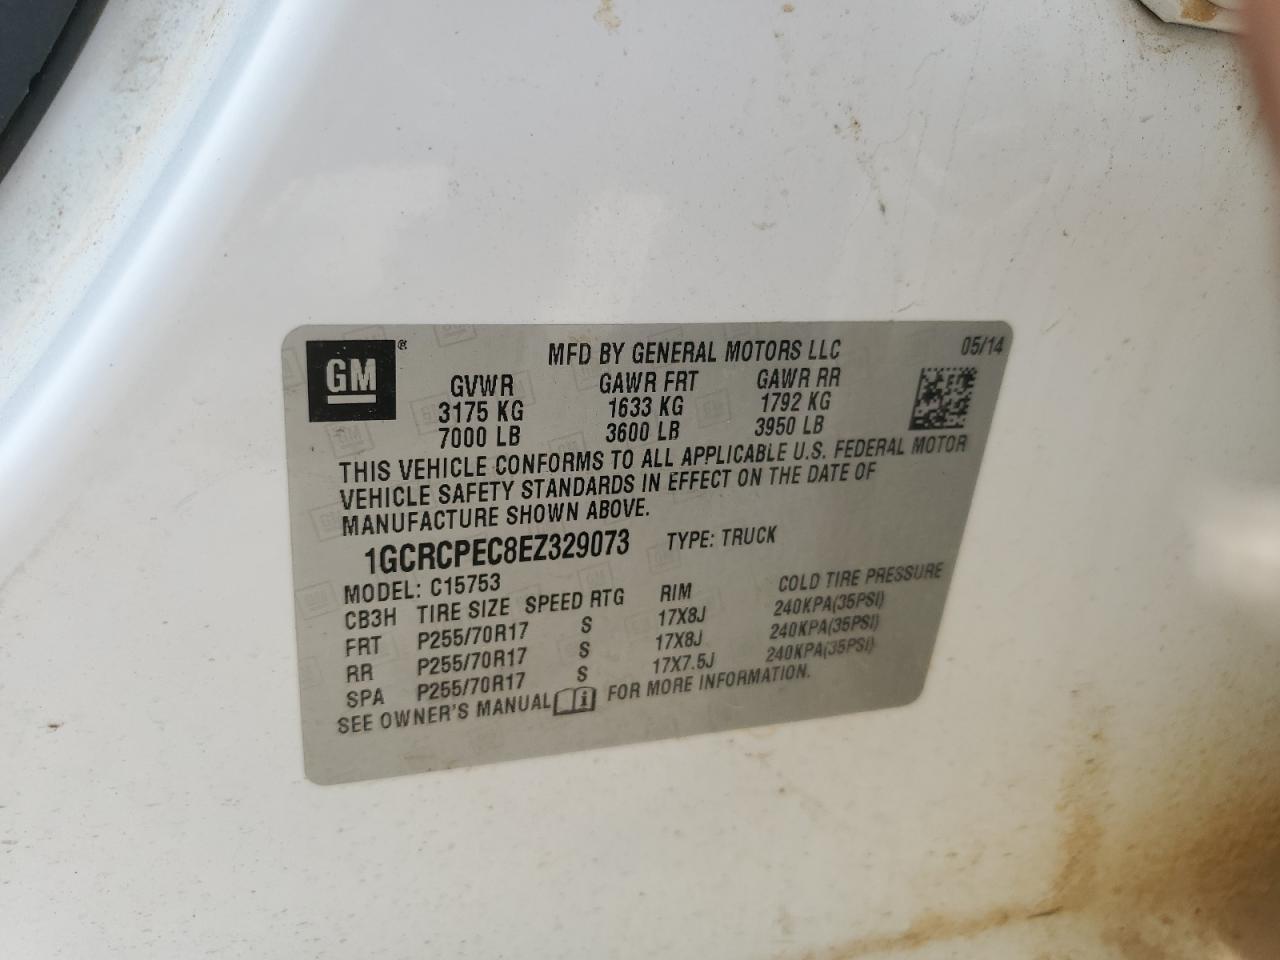 GM ®
MFD BY GENERAL MOTORS LLC 05/14
GVWR GAWR FRT GAWR RR
3175 KG 1633 KG 1792 KG
7000 LB 3600 LB 3950 LB
THIS VEHICLE CONFORMS TO ALL APPLICABLE U.S. FEDERAL MOTOR
VEHICLE SAFETY STANDARDS IN EFFECT ON THE DATE OF
MANUFACTURE SHOWN ABOVE.
1GCRCPEC8EZ329073 TYPE: TRUCK
MODEL: C15753
CB3H TIRE SIZE SPEED RTG RIM COLD TIRE PRESSURE
FRT P255/70R17 S 17X8J 240KPA(35PSI)
RR P255/70R17 S 17X8J 240KPA(35PSI)
SPA P255/70R17 S 17X7.5J 240KPA(35PSI)
SEE OWNER'S MANUAL i FOR MORE INFORMATION.